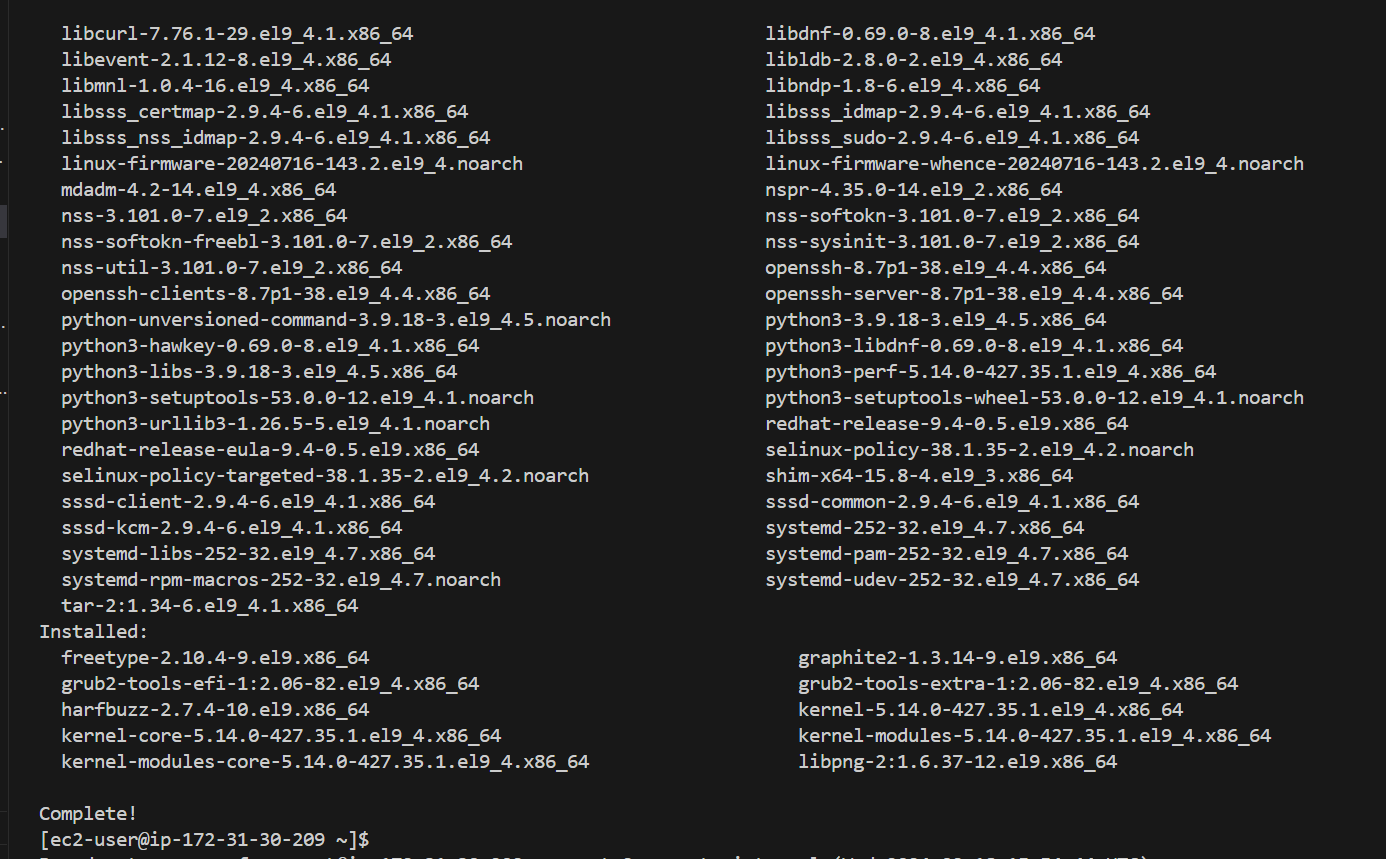 libcurl-7.76.1-29.el9_4.1.x86_64 libdnf-0.69.0-8.el9_4.1.x86_64
libevent-2.1.12-8.el9_4.x86_64 libldb-2.8.0-2.el9_4.x86_64
libmnl-1.0.4-16.el9_4.x86_64 libndp-1.8-6.el9_4.x86_64
libsss_certmap-2.9.4-6.el9_4.1.x86_64 libsss_idmap-2.9.4-6.el9_4.1.x86_64
libsss_nss_idmap-2.9.4-6.el9_4.1.x86_64 libsss_sudo-2.9.4-6.el9_4.1.x86_64
linux-firmware-20240716-143.2.el9_4.noarch linux-firmware-whence-20240716-143.2.el9_4.noarch
mdadm-4.2-14.el9_4.x86_64 nspr-4.35.0-14.el9_2.x86_64
nss-3.101.0-7.el9_2.x86_64 nss-softokn-3.101.0-7.el9_2.x86_64
nss-softokn-freebl-3.101.0-7.el9_2.x86_64 nss-sysinit-3.101.0-7.el9_2.x86_64
nss-util-3.101.0-7.el9_2.x86_64 openssh-8.7p1-38.el9_4.4.x86_64
openssh-clients-8.7p1-38.el9_4.4.x86_64 openssh-server-8.7p1-38.el9_4.4.x86_64
python-unversioned-command-3.9.18-3.el9_4.5.noarch python3-3.9.18-3.el9_4.5.x86_64
python3-hawkey-0.69.0-8.el9_4.1.x86_64 python3-libdnf-0.69.0-8.el9_4.1.x86_64
python3-libs-3.9.18-3.el9_4.5.x86_64 python3-perf-5.14.0-427.35.1.el9_4.x86_64
python3-setuptools-53.0.0-12.el9_4.1.noarch python3-setuptools-wheel-53.0.0-12.el9_4.1.noarch
python3-urllib3-1.26.5-5.el9_4.1.noarch redhat-release-9.4-0.5.el9.x86_64
redhat-release-eula-9.4-0.5.el9.x86_64 selinux-policy-38.1.35-2.el9_4.2.noarch
selinux-policy-targeted-38.1.35-2.el9_4.2.noarch shim-x64-15.8-4.el9_3.x86_64
sssd-client-2.9.4-6.el9_4.1.x86_64 sssd-common-2.9.4-6.el9_4.1.x86_64
sssd-kcm-2.9.4-6.el9_4.1.x86_64 systemd-252-32.el9_4.7.x86_64
systemd-libs-252-32.el9_4.7.x86_64 systemd-pam-252-32.el9_4.7.x86_64
systemd-rpm-macros-252-32.el9_4.7.noarch systemd-udev-252-32.el9_4.7.x86_64
tar-2:1.34-6.el9_4.1.x86_64
Installed:
freetype-2.10.4-9.el9.x86_64 graphite2-1.3.14-9.el9.x86_64
grub2-tools-efi-1:2.06-82.el9_4.x86_64 grub2-tools-extra-1:2.06-82.el9_4.x86_64
harfbuzz-2.7.4-10.el9.x86_64 kernel-5.14.0-427.35.1.el9_4.x86_64
kernel-core-5.14.0-427.35.1.el9_4.x86_64 kernel-modules-5.14.0-427.35.1.el9_4.x86_64
kernel-modules-core-5.14.0-427.35.1.el9_4.x86_64 libpng-2:1.6.37-12.el9.x86_64
Complete!
[ec2-user@ip-172-31-30-209 ~]$